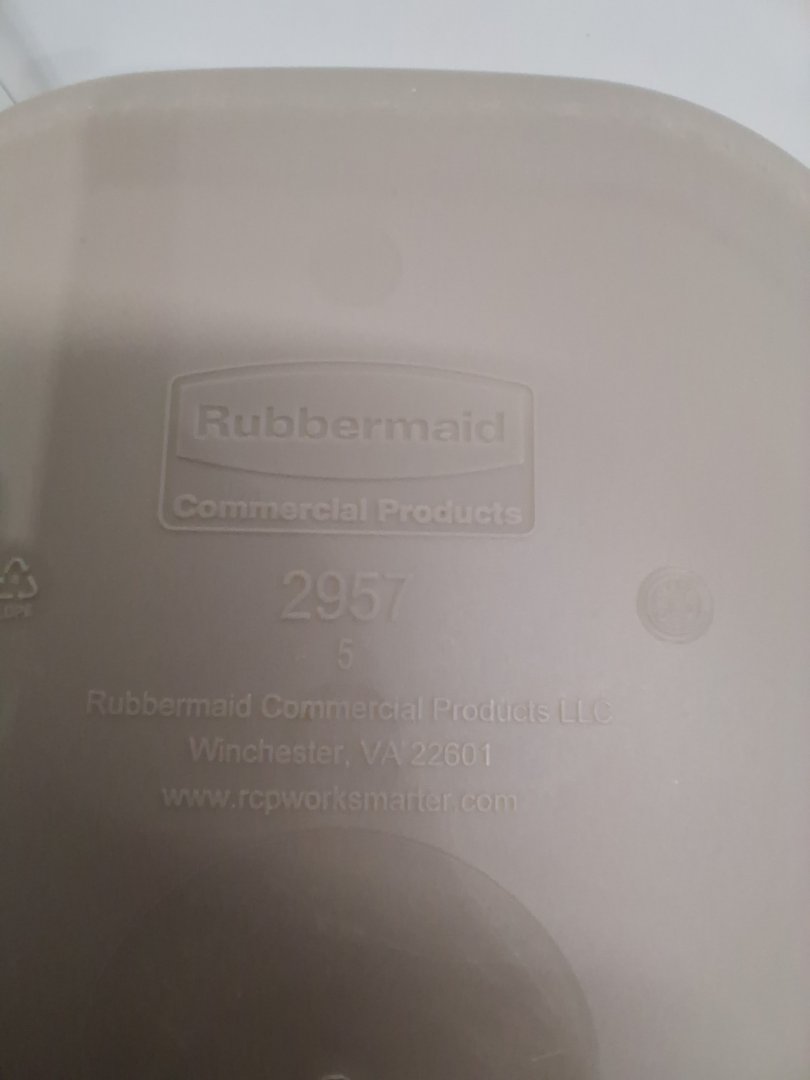 Rubbermaid
Commercial Products
2957
5
Rubbermaid Commercial Products LLC
Winchester, VA 22601
www.rcpworksmarter.com